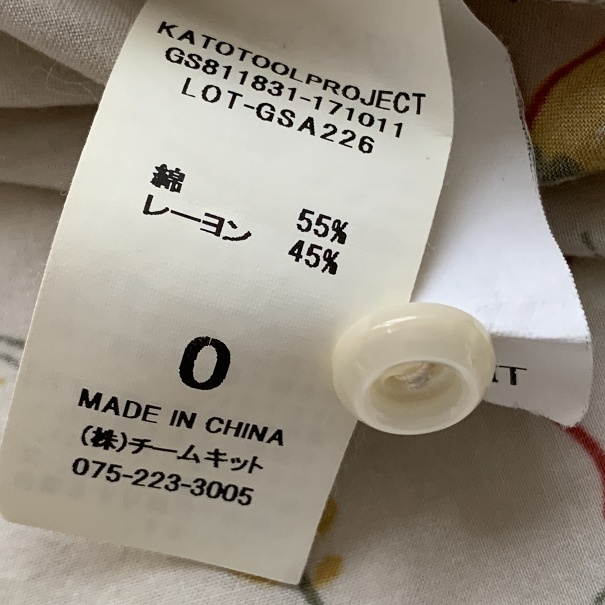 KATOTOOLPROJECT
GS811831-171011
LOT-GSA226
綿 55%
レーヨン 45%
0
MADE IN CHINA
(株)チームキット
075-223-3005